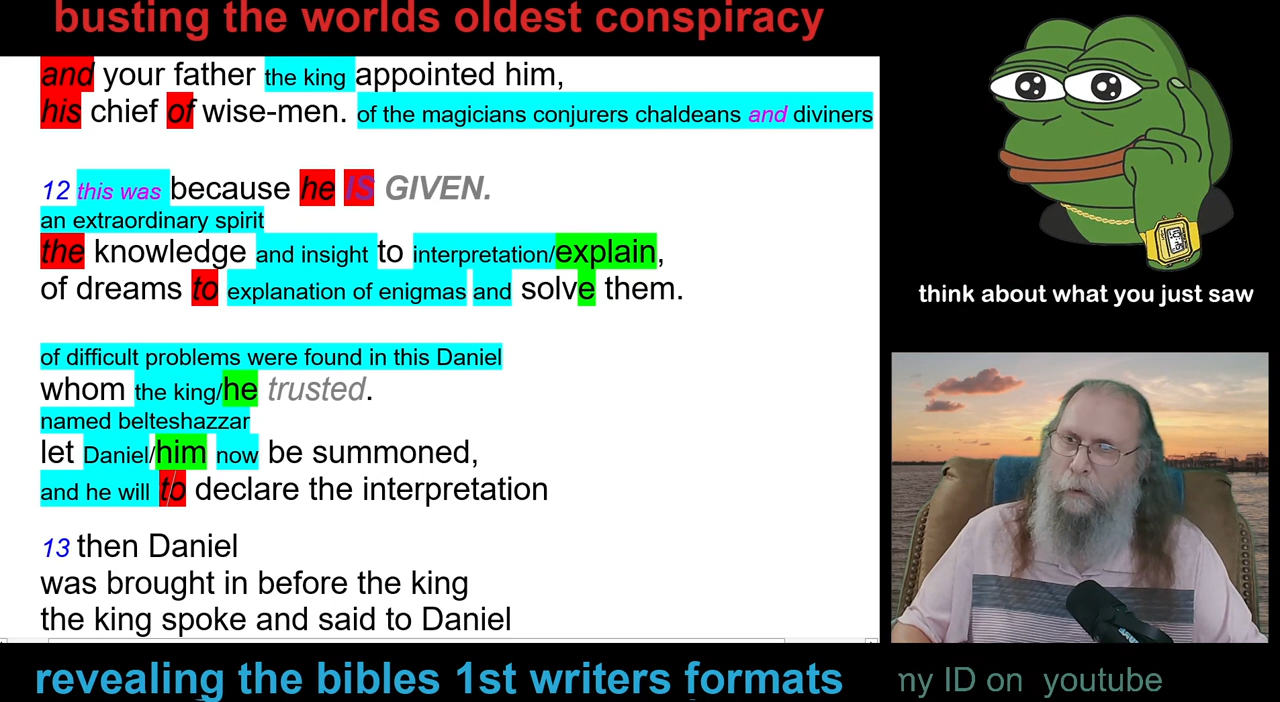 busting the worlds oldest conspiracy
and your father the king appointed him,
his chief of wise-men. of the magicians conjurers chaldeans and diviners
12 this was because he IS GIVEN.
an extraordinary spirit
the knowledge and insight to interpretation/explain,
of dreams to explanation of enigmas and solve them.
of difficult problems were found in this Daniel
whom the king/he trusted.
named belteshazzar
let Daniel/him now be summoned,
and he will to declare the interpretation
13 then Daniel
was brought in before the king
the king spoke and said to Daniel
revealing the bibles 1st writers formats
think about what you just saw
my ID on youtube